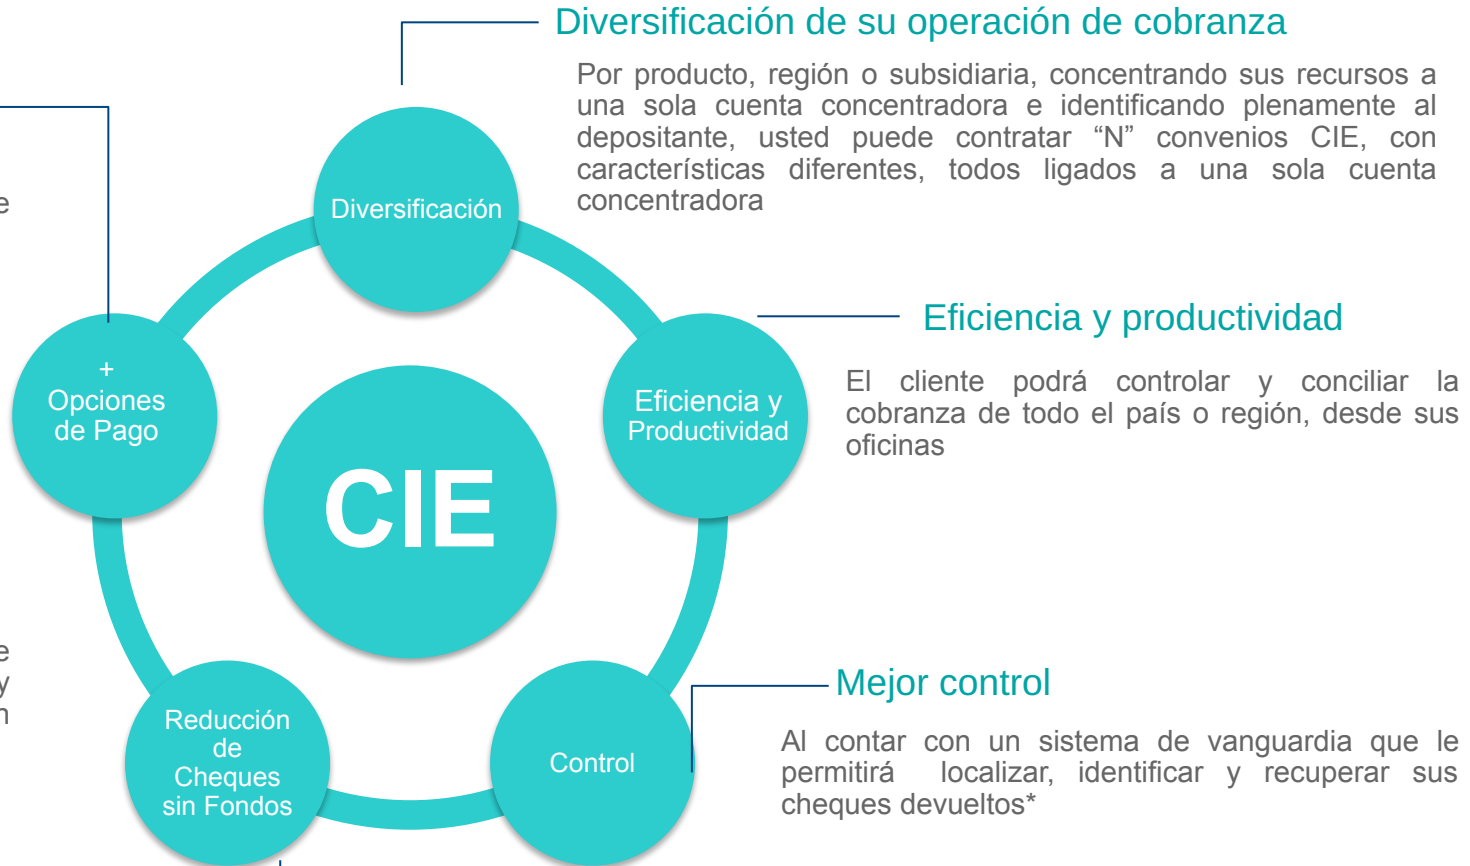 Diversificación de su operación de cobranza
Por producto, región o subsidiaria, concentrando sus recursos a
una sola cuenta concentradora e identificando plenamente al
depositante, usted puede contratar “N” convenios CIE, con
características diferentes, todos ligados a una sola cuenta
concentradora
Diversificación
Eficiencia y productividad
El cliente podrá controlar y conciliar la
cobranza de todo el país o región, desde sus
oficinas
+
Opciones
de Pago
Eficiencia y
Productividad
CIE
Mejor control
Al contar con un sistema de vanguardia que le
permitirá localizar, identificar y recuperar sus
cheques devueltos*
Reducción
de
Cheques
sin Fondos
Control